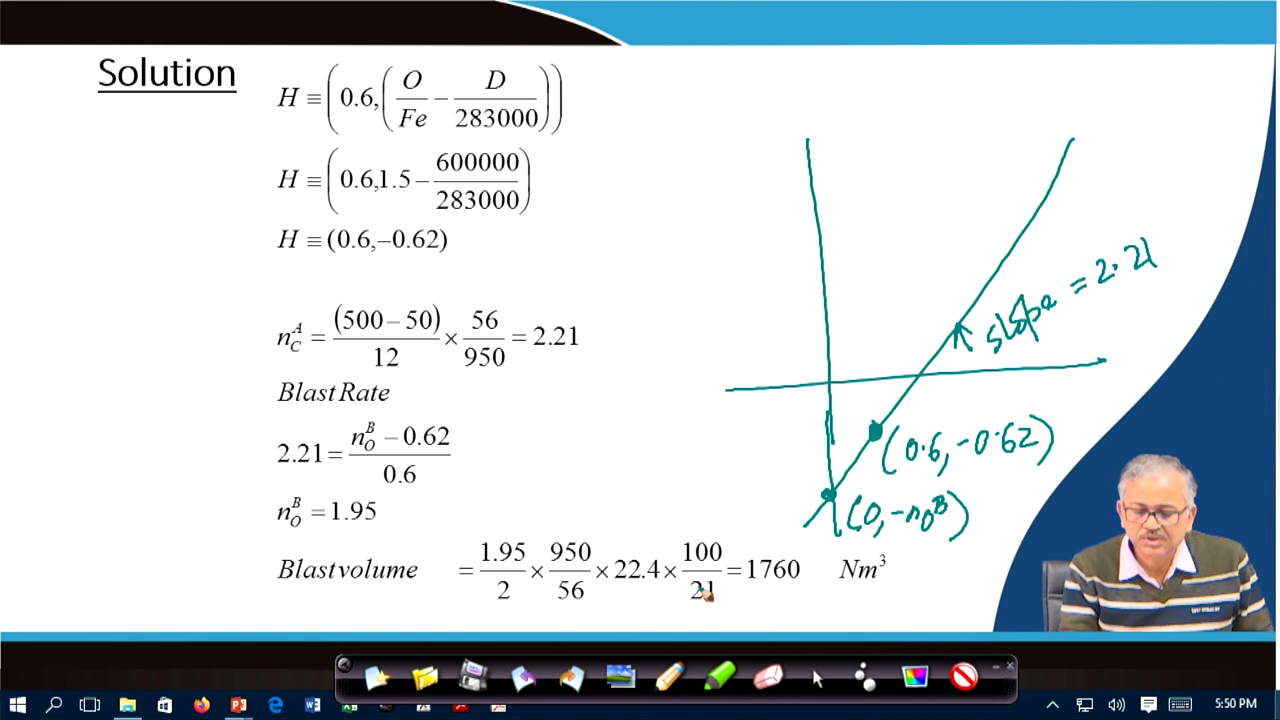 Solution
H ≡ (0.6, (O/Fe − D/283000))
H ≡ (0.6,1.5 − 600000/283000)
H ≡ (0.6,−0.62)
n_C^A = (500 − 50)/12 × 56/950 = 2.21
Blast Rate
2.21 = (n_O^B − 0.62)/0.6
n_O^B = 1.95
Blast volume = 1.95/2 × 950/56 × 22.4 × 100/21 = 1760 Nm³
slope = 2.21
(0.6, -0.62)
(0, -n_O^B)
5:50 PM